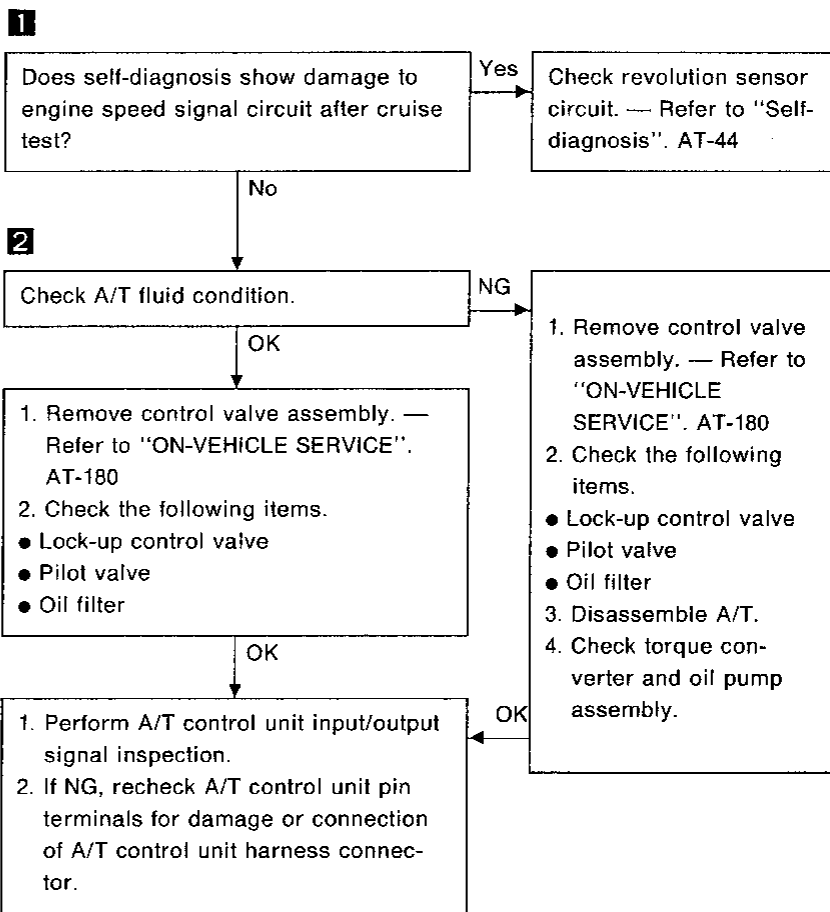 1
Does self-diagnosis show damage to
engine speed signal circuit after cruise
test?
Yes
Check revolution sensor
circuit. — Refer to "Self-
diagnosis". AT-44
No
2
Check A/T fluid condition.
NG
OK
1. Remove control valve assembly. —
Refer to "ON-VEHICLE SERVICE".
AT-180
2. Check the following items.
● Lock-up control valve
● Pilot valve
● Oil filter
OK
1. Remove control valve
assembly. — Refer to
"ON-VEHICLE
SERVICE". AT-180
2. Check the following
items.
● Lock-up control valve
● Pilot valve
● Oil filter
3. Disassemble A/T.
4. Check torque con-
verter and oil pump
assembly.
OK
1. Perform A/T control unit input/output
signal inspection.
2. If NG, recheck A/T control unit pin
terminals for damage or connection
of A/T control unit harness connec-
tor.